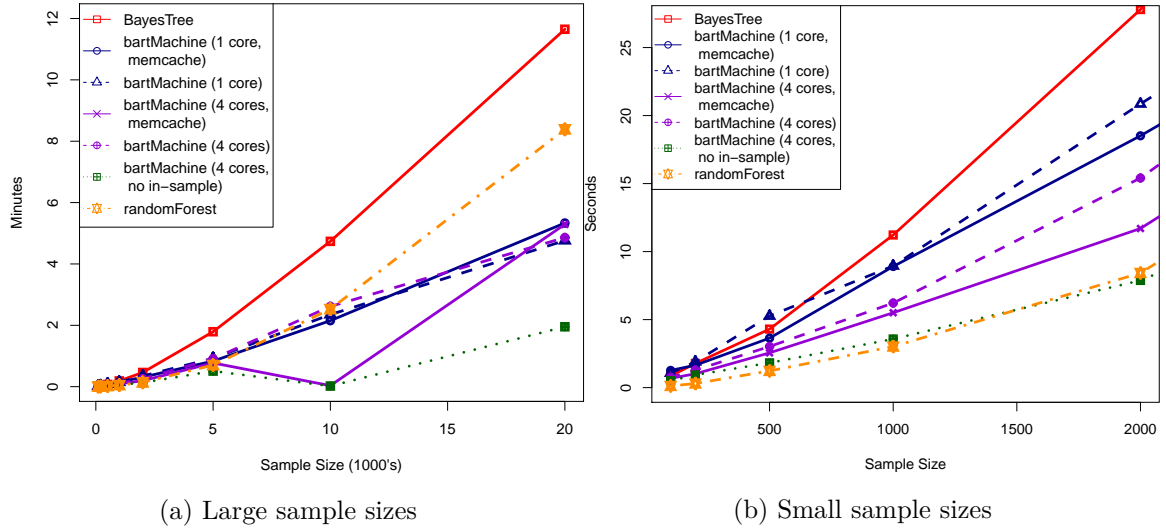 12
10
8
6
4
2
0
Minutes
BayesTree
bartMachine (1 core,
memcache)
bartMachine (1 core)
bartMachine (4 cores,
memcache)
bartMachine (4 cores)
bartMachine (4 cores,
no in−sample)
randomForest
0
5
10
15
20
Sample Size (1000's)
(a) Large sample sizes
25
20
15
10
5
0
Seconds
BayesTree
bartMachine (1 core,
memcache)
bartMachine (1 core)
bartMachine (4 cores,
memcache)
bartMachine (4 cores)
bartMachine (4 cores,
no in−sample)
randomForest
500
1000
1500
2000
Sample Size
(b) Small sample sizes